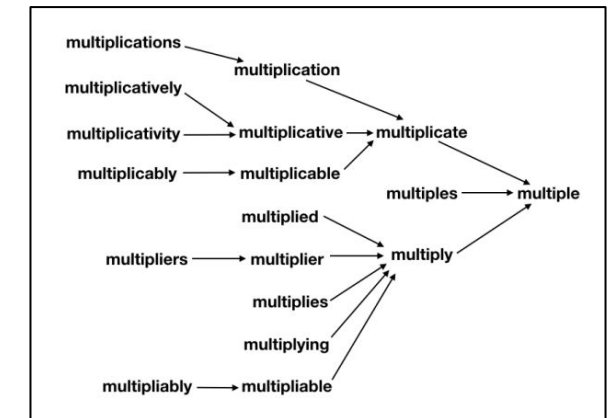 multiplications
multiplication
multiplicatively
multiplicativity multiplicative multiplicate
multiplicably multiplicable
multiples multiple
multiplied
multipliers multiplier multiply
multiplies
multiplying
multipliably multipliable